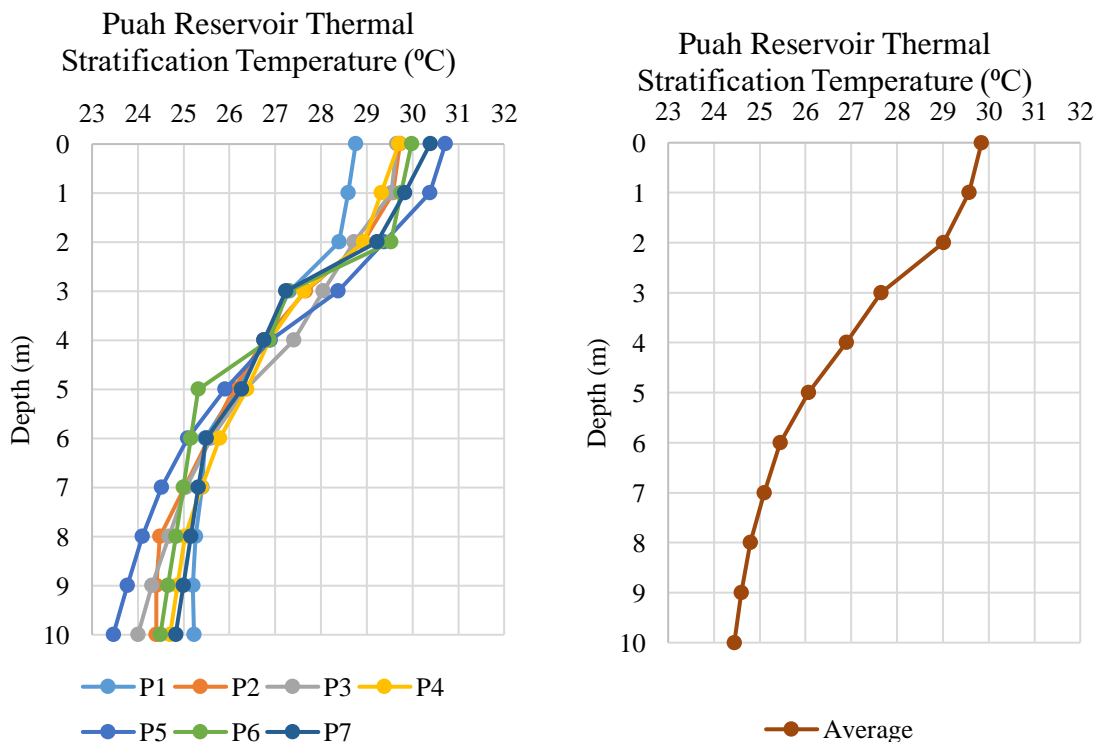 Puah Reservoir Thermal
Stratification Temperature (⁰C)
23 24 25 26 27 28 29 30 31 32
0
1
2
3
4
5
6
7
8
9
10
Depth (m)
P1 P2 P3 P4
P5 P6 P7
Puah Reservoir Thermal
Stratification Temperature (⁰C)
23 24 25 26 27 28 29 30 31 32
0
1
2
3
4
5
6
7
8
9
10
Depth (m)
Average